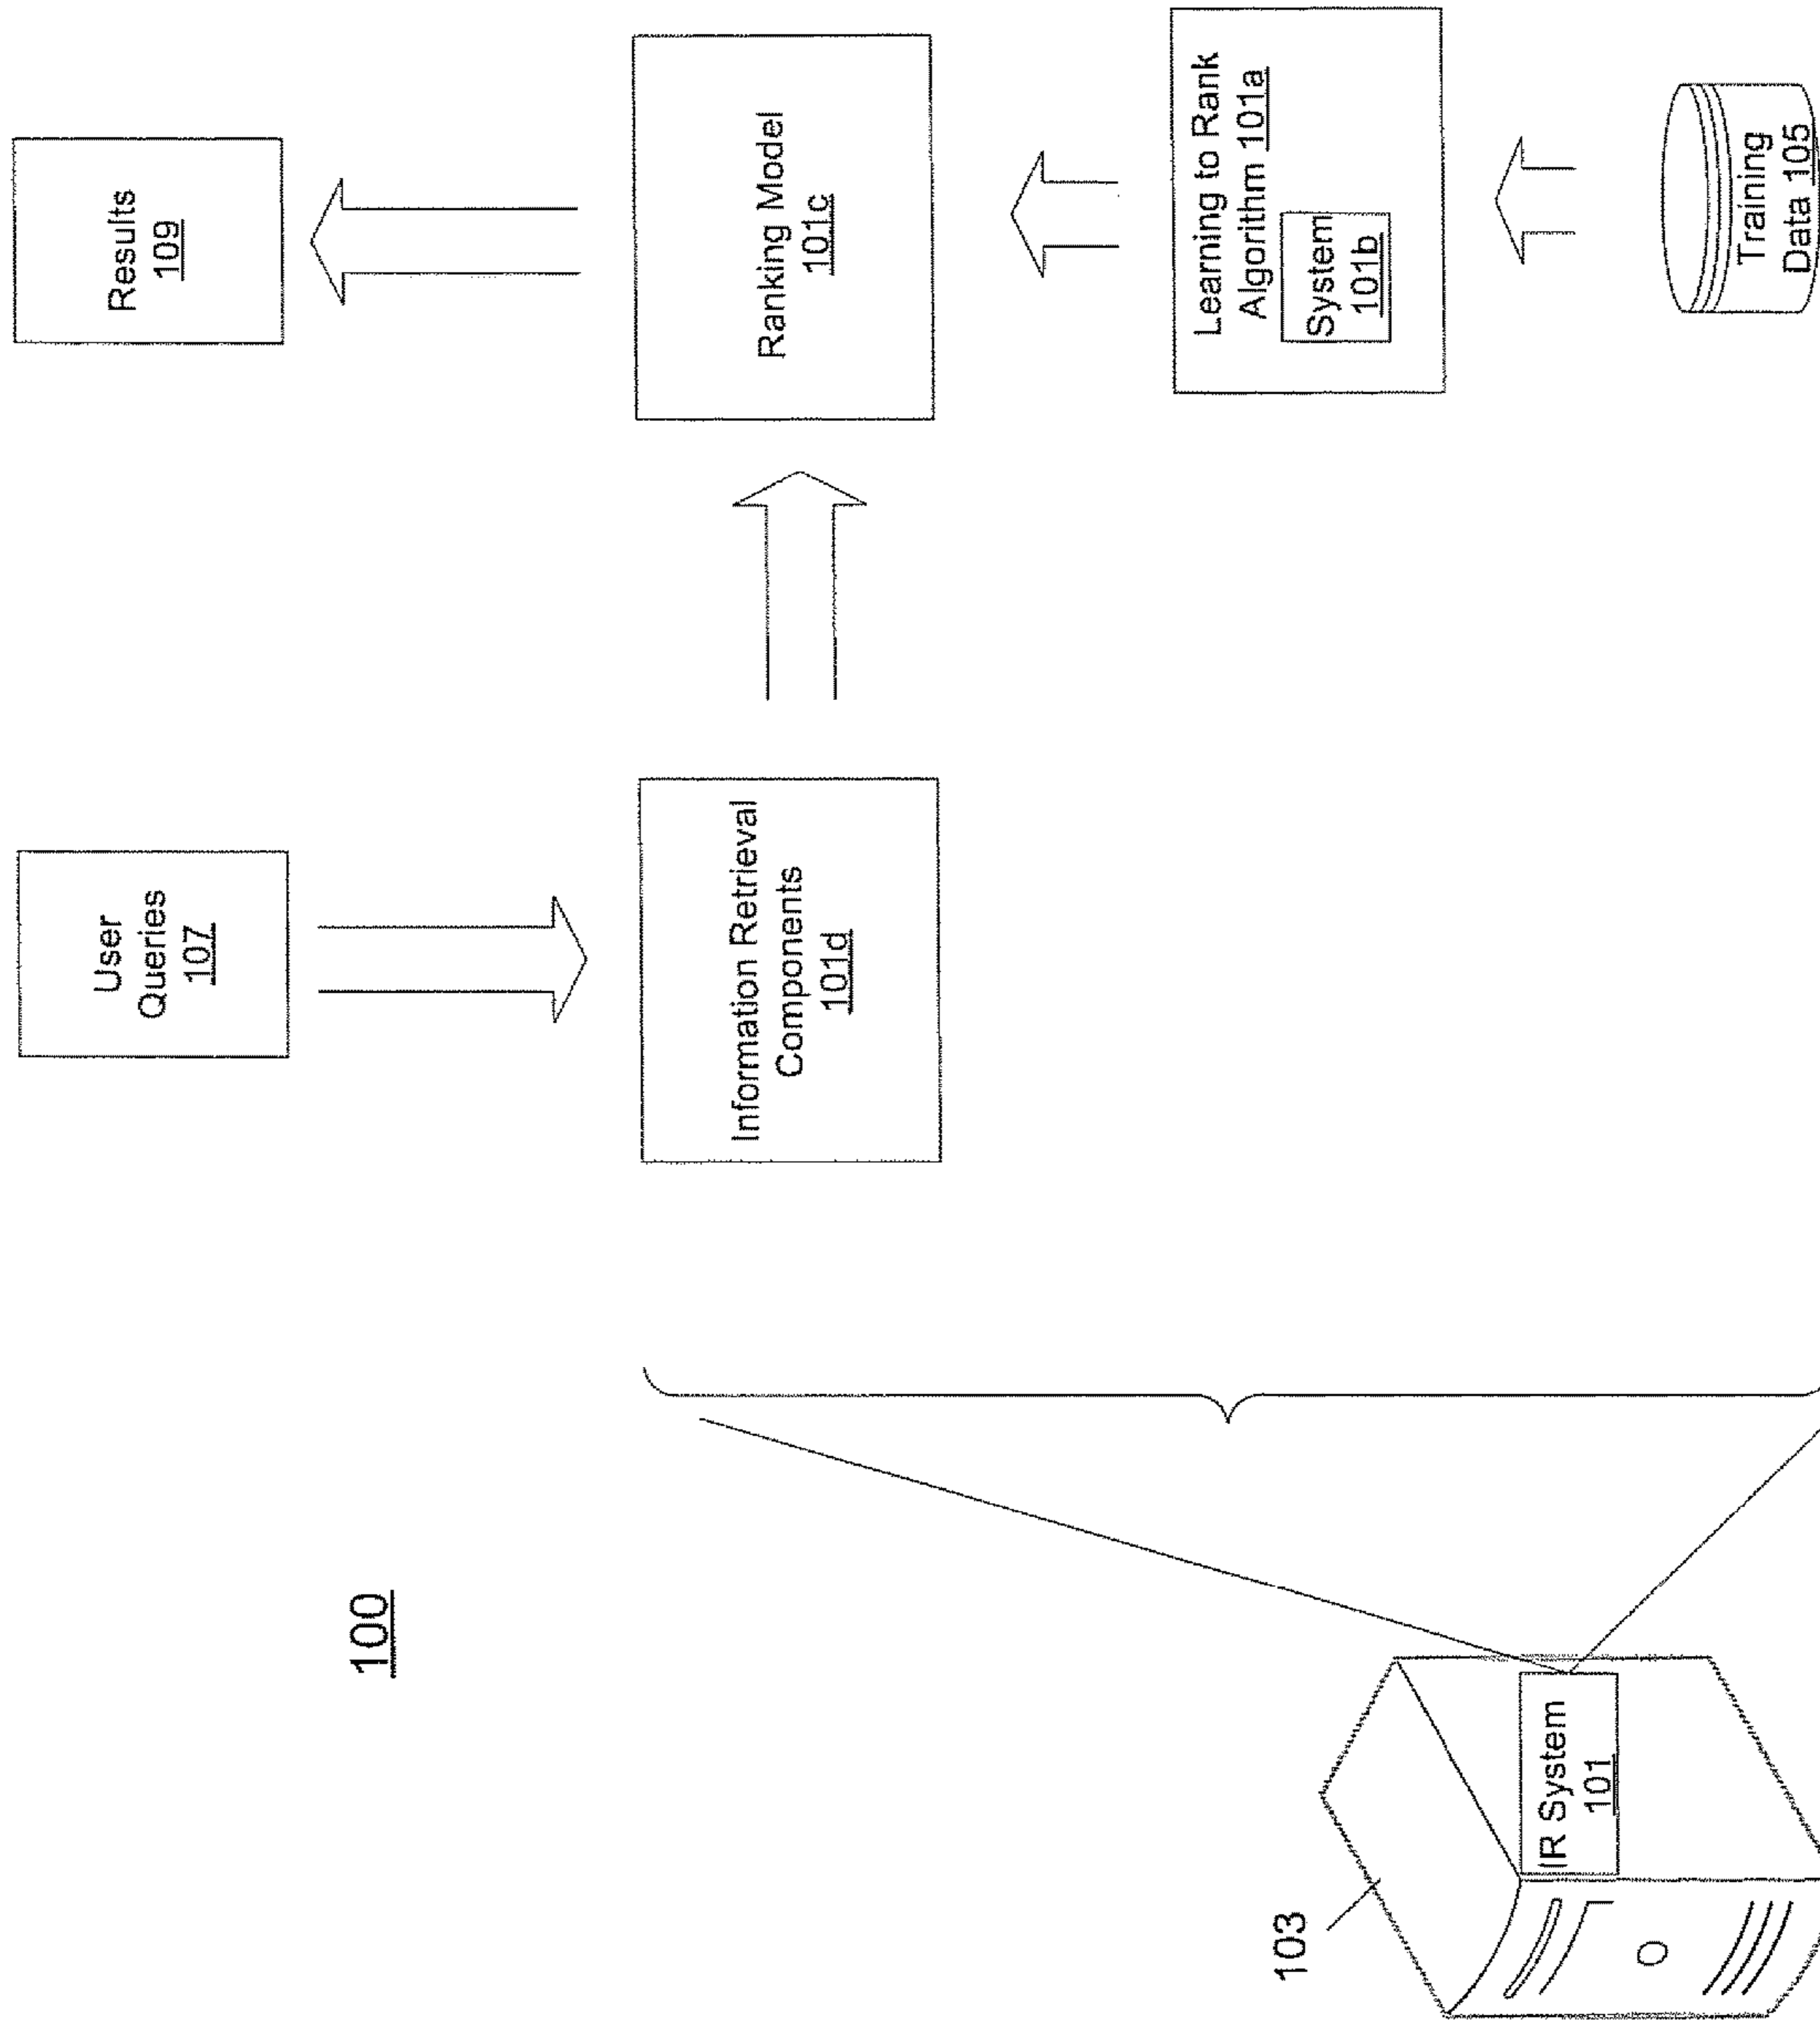 User
Queries
107
Results
109
100
Information Retrieval
Components
101d
Ranking Model
101c
Learning to Rank
Algorithm 101a
System
101b
103
IR System
101
Training
Data 105